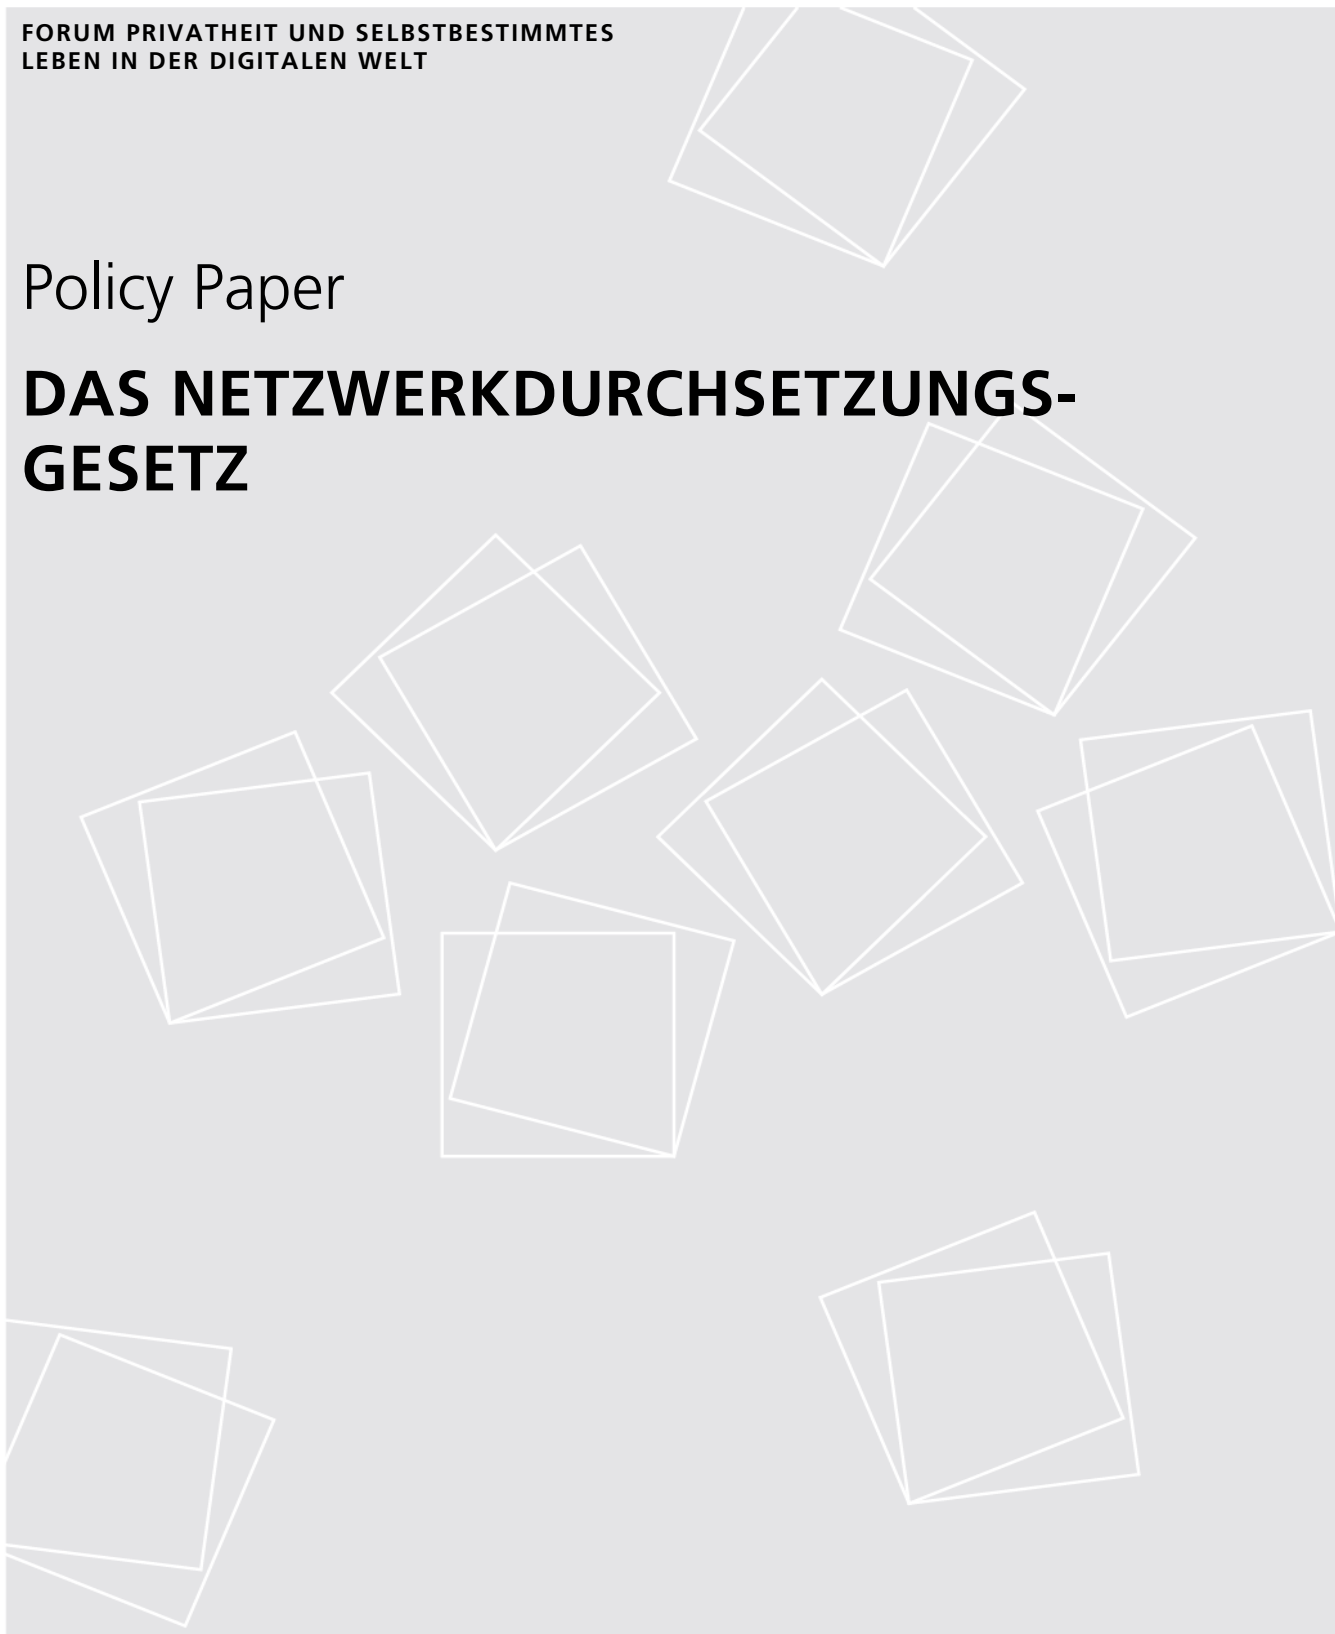 FORUM PRIVATHEIT UND SELBSTBESTIMMTES
LEBEN IN DER DIGITALEN WELT
Policy Paper
DAS NETZWERKDURCHSETZUNGS-
GESETZ